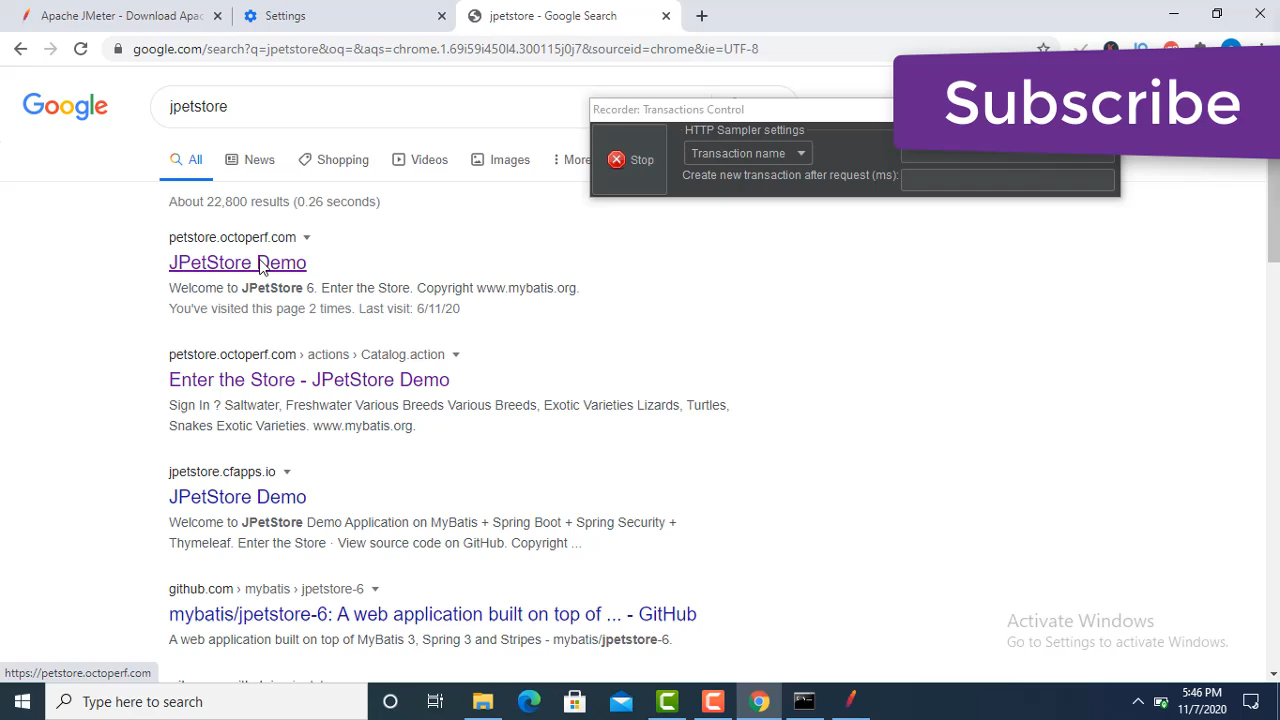 Apache JMeter - Download Apac
Settings
jpetstore - Google Search
google.com/search?q=jpetstore&oq=&aqs=chrome.1.69i59i450l4.300115j0j7&sourceid=chrome&ie=UTF-8
Subscribe
Google
jpetstore
Recorder: Transactions Control
HTTP Sampler settings
Stop
Transaction name
Create new transaction after request (ms):
All
News
Shopping
Videos
Images
More
About 22,800 results (0.26 seconds)
petstore.octoperf.com
JPetStore Demo
Welcome to JPetStore 6. Enter the Store. Copyright www.mybatis.org.
You've visited this page 2 times. Last visit: 6/11/20
petstore.octoperf.com › actions › Catalog.action
Enter the Store - JPetStore Demo
Sign In ? Saltwater, Freshwater Various Breeds Various Breeds, Exotic Varieties Lizards, Turtles,
Snakes Exotic Varieties. www.mybatis.org.
jpetstore.cfapps.io
JPetStore Demo
Welcome to JPetStore Demo Application on MyBatis + Spring Boot + Spring Security +
Thymeleaf. Enter the Store · View source code on GitHub. Copyright ...
github.com › mybatis › jpetstore-6
mybatis/jpetstore-6: A web application built on top of ... - GitHub
A web application built on top of MyBatis 3, Spring 3 and Stripes - mybatis/jpetstore-6.
Activate Windows
Go to Settings to activate Windows.
https://petstore.octoperf.com
Type here to search
5:46 PM
11/7/2020